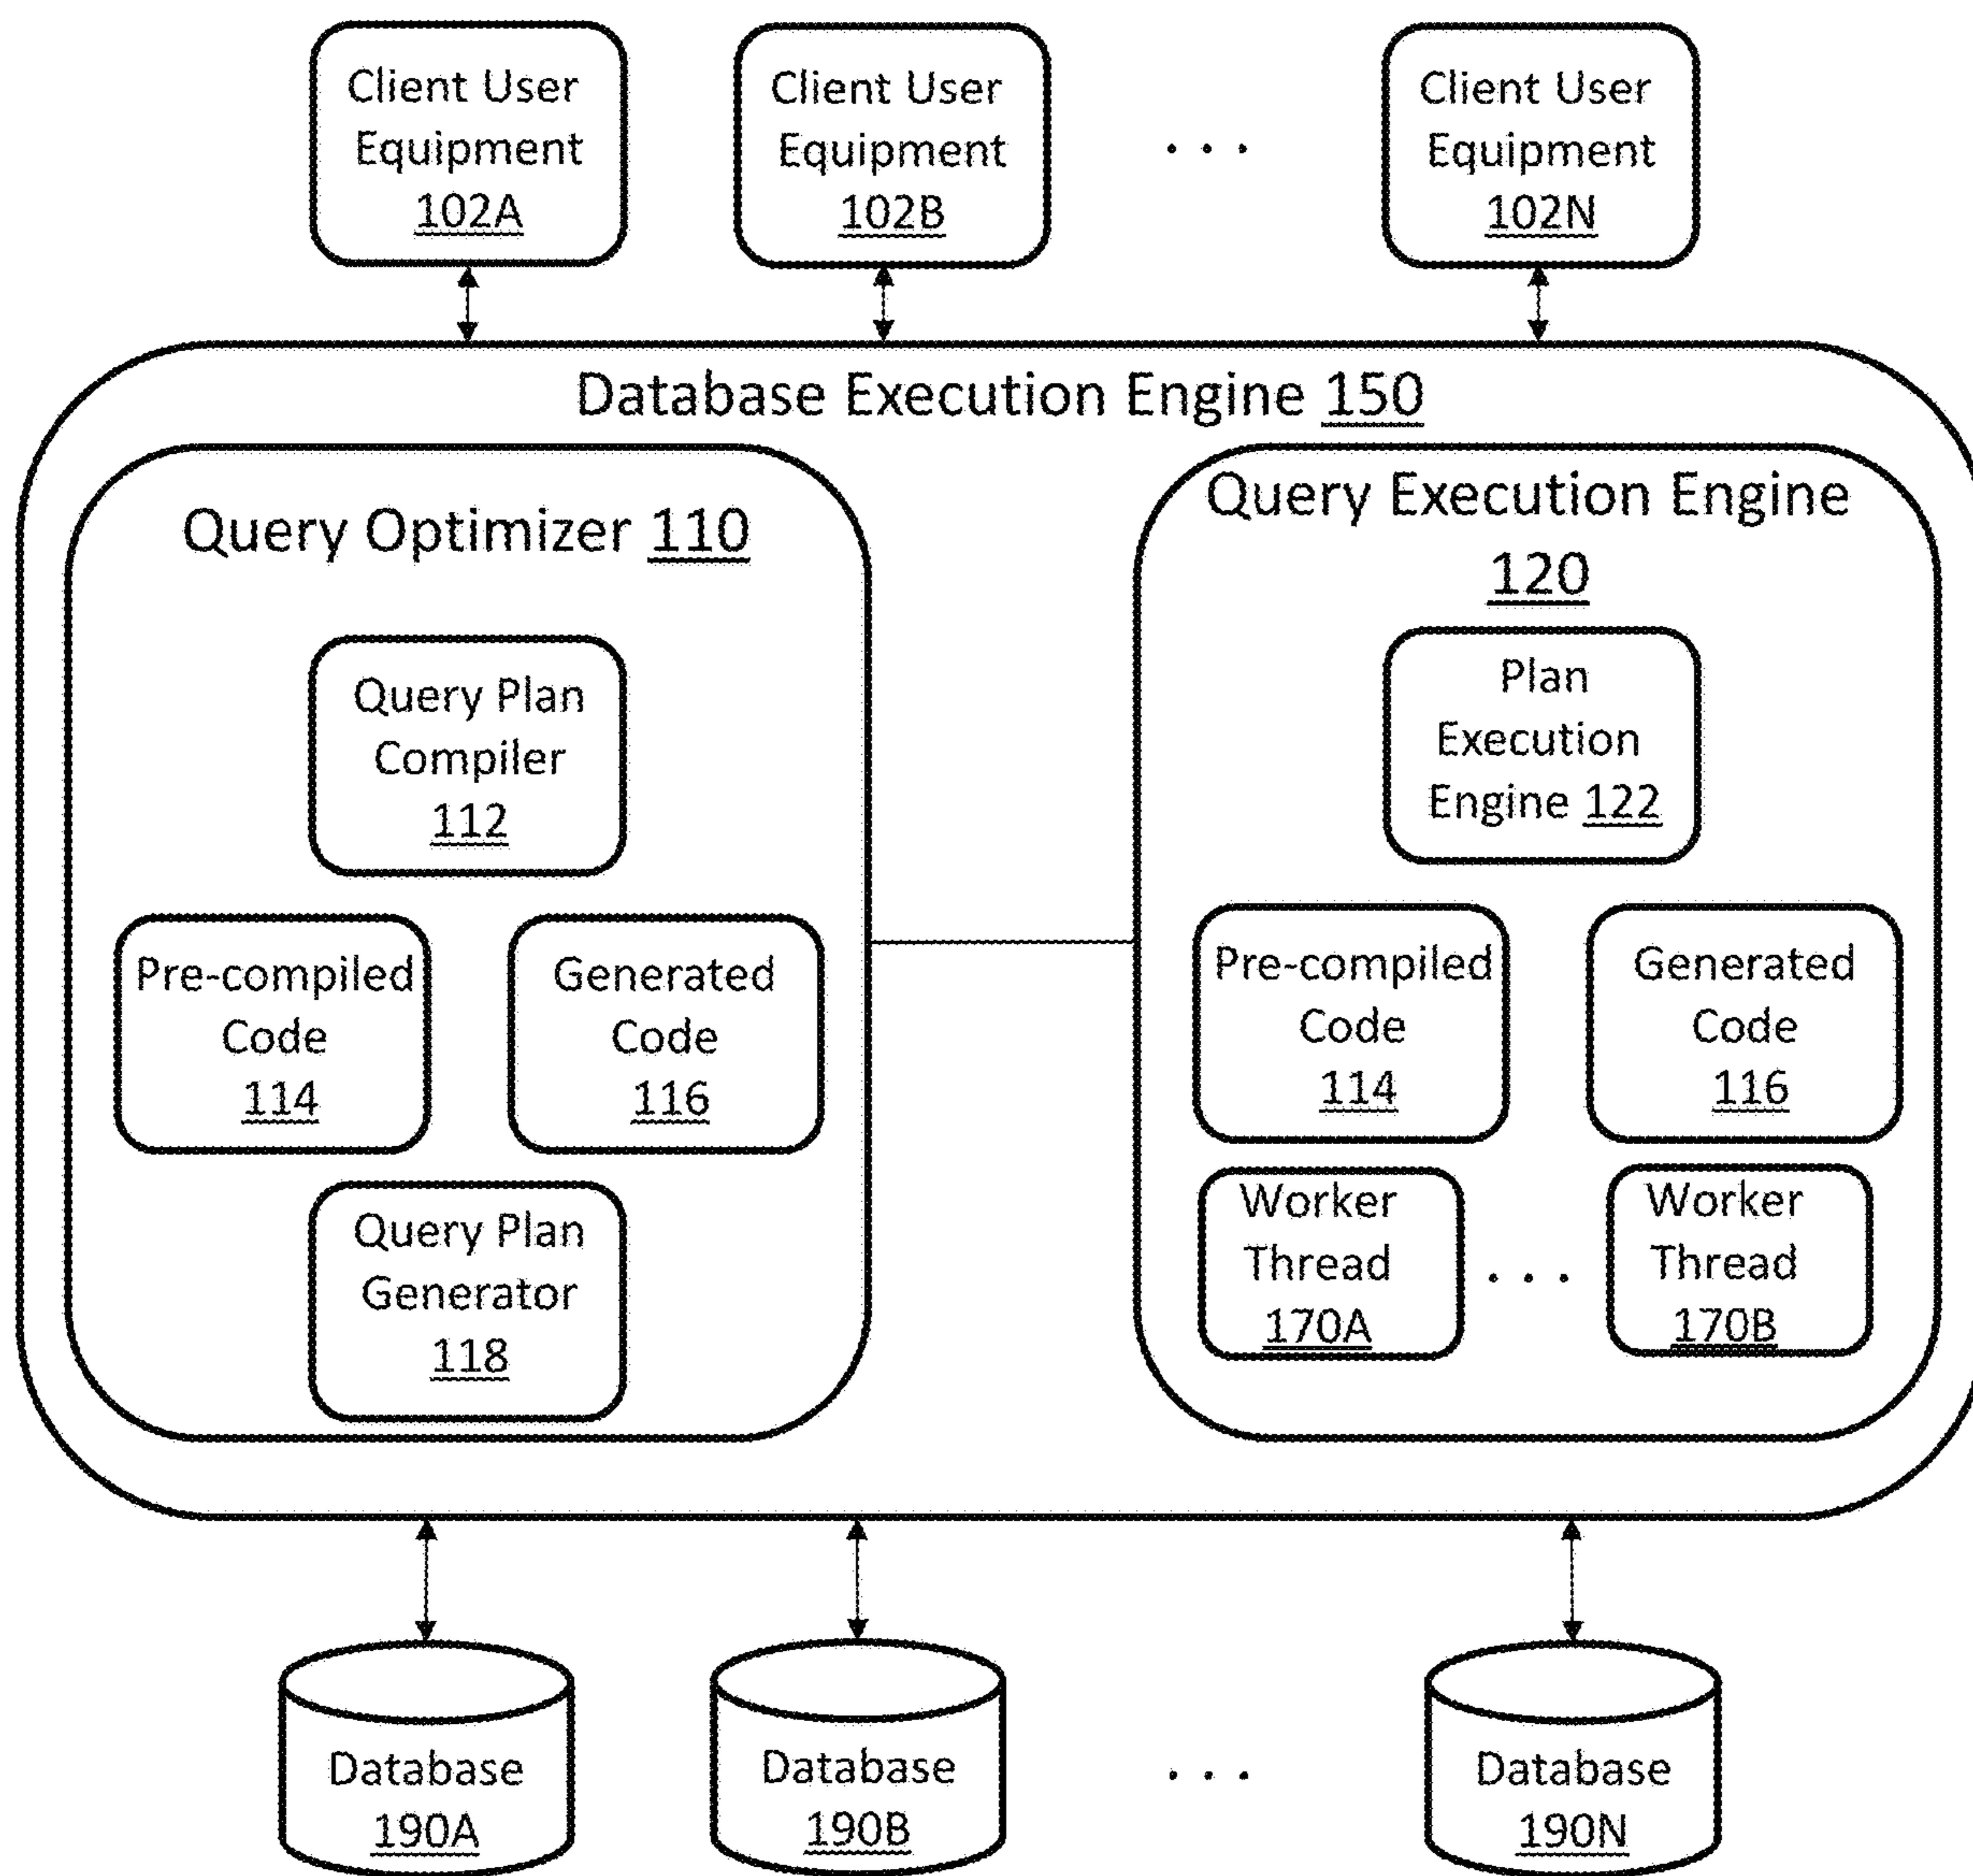 Client User
Equipment
102A
Client User
Equipment
102B
. . .
Client User
Equipment
102N
Database Execution Engine 150
Query Optimizer 110
Query Plan
Compiler
112
Pre-compiled
Code
114
Generated
Code
116
Query Plan
Generator
118
Query Execution Engine
120
Plan
Execution
Engine 122
Pre-compiled
Code
114
Generated
Code
116
Worker
Thread
170A
. . .
Worker
Thread
170B
Database
190A
Database
190B
. . .
Database
190N